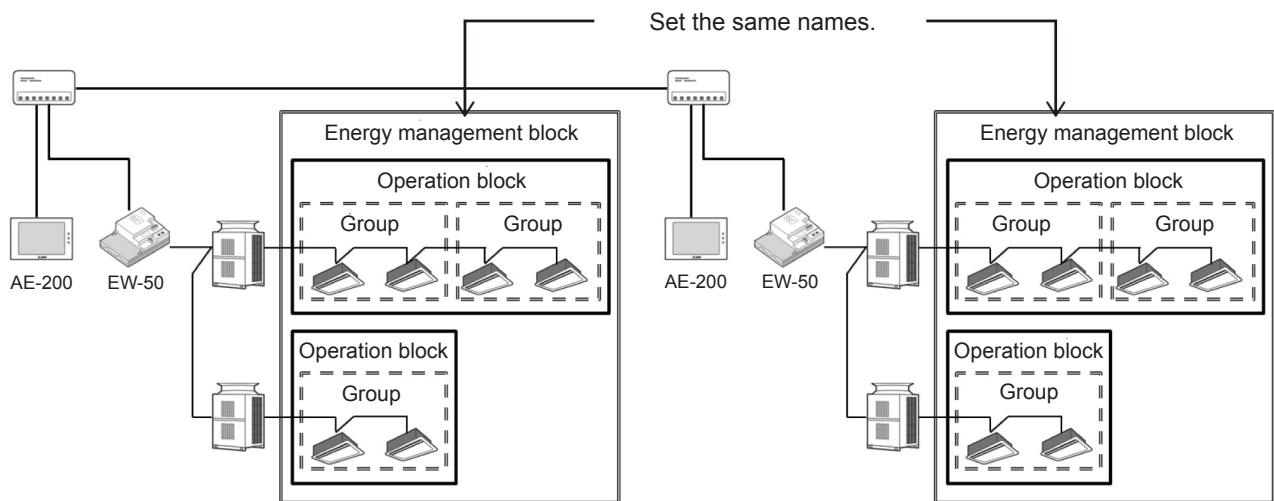 Set the same names.
Energy management block
Operation block
Group
Group
AE-200
EW-50
Operation block
Group
Energy management block
Operation block
Group
Group
AE-200
EW-50
Operation block
Group